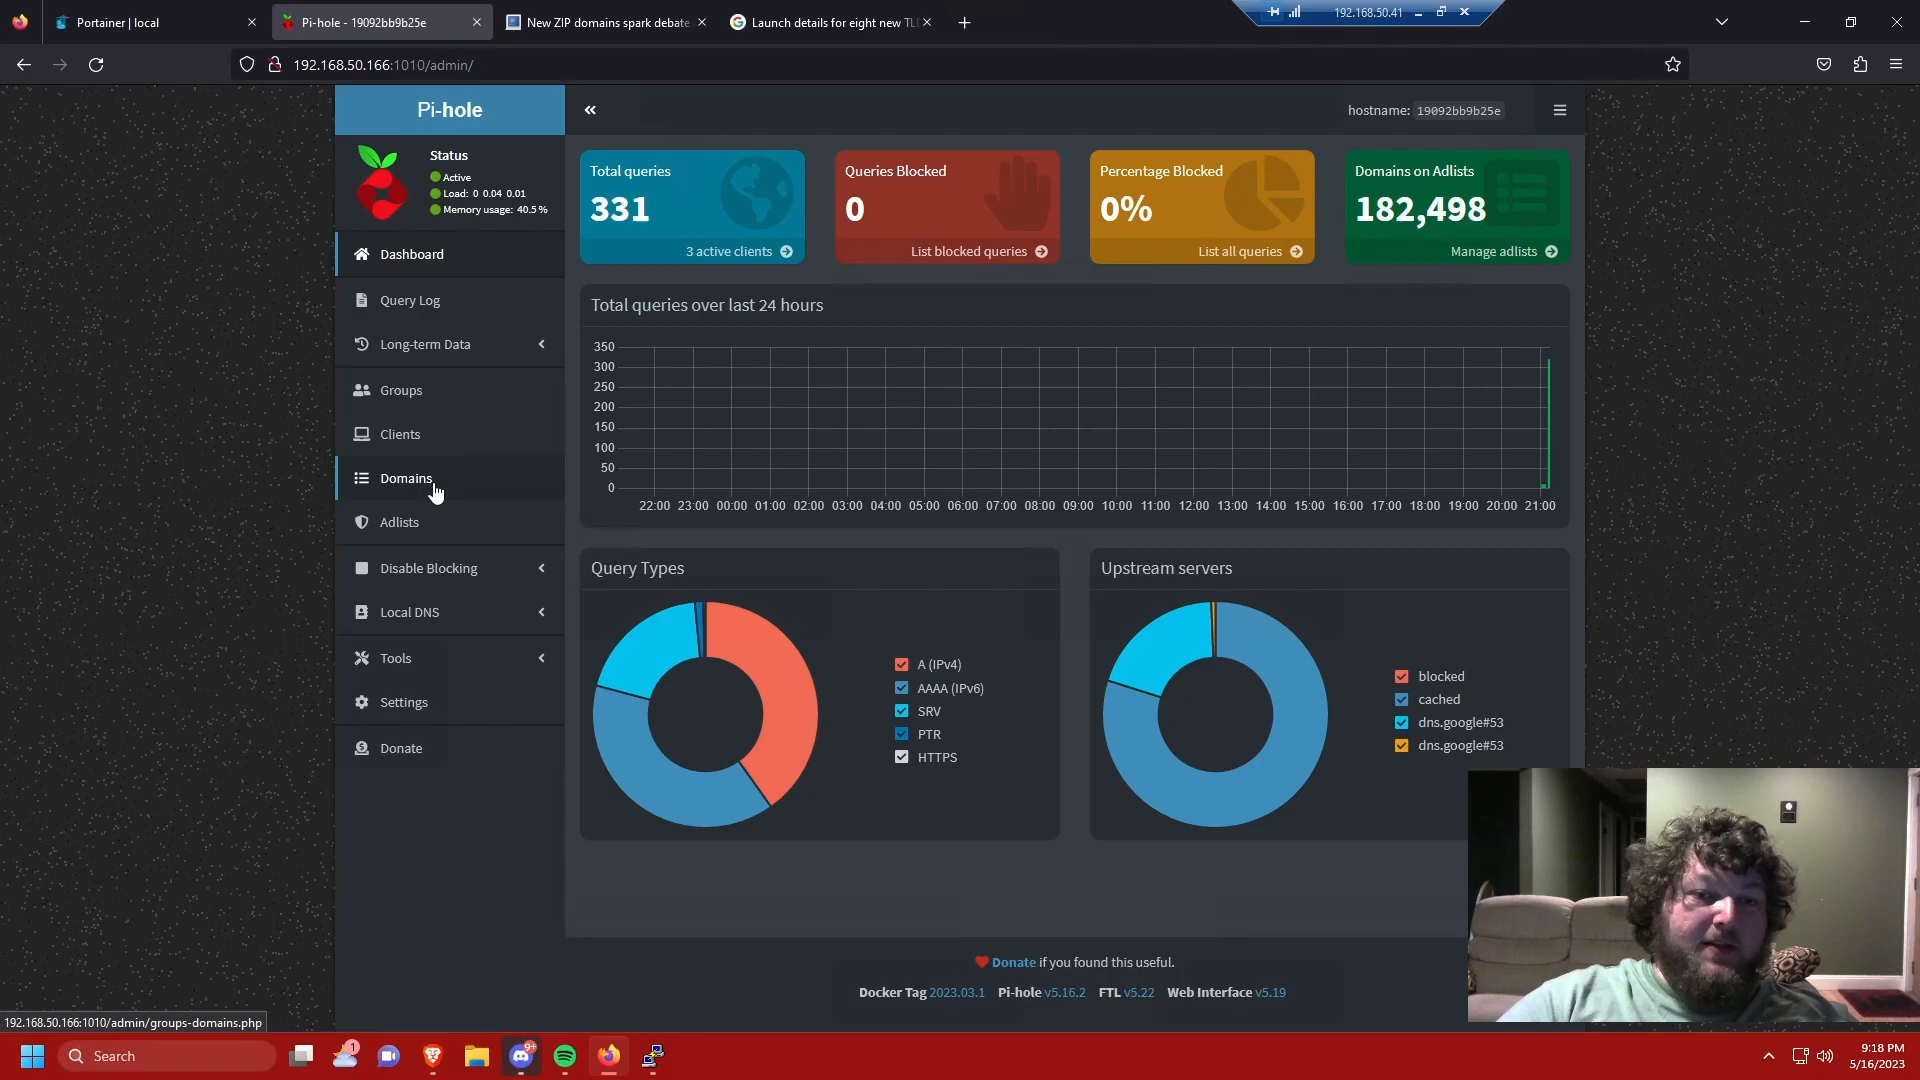 Portainer | local
Pi-hole - 19092bb9b25e
New ZIP domains spark debate
Launch details for eight new TL
192.168.50.41
192.168.50.166:1010/admin/
Pi-hole
hostname: 19092bb9b25e
Status
Active
Load: 0 0.04 0.01
Memory usage: 40.5 %
Dashboard
Query Log
Long-term Data
Groups
Clients
Domains
Adlists
Disable Blocking
Local DNS
Tools
Settings
Donate
Total queries
331
3 active clients
Queries Blocked
0
List blocked queries
Percentage Blocked
0%
List all queries
Domains on Adlists
182,498
Manage adlists
Total queries over last 24 hours
350
300
250
200
150
100
50
0
22:00 23:00 00:00 01:00 02:00 03:00 04:00 05:00 06:00 07:00 08:00 09:00 10:00 11:00 12:00 13:00 14:00 15:00 16:00 17:00 18:00 19:00 20:00 21:00
Query Types
A (IPv4)
AAAA (IPv6)
SRV
PTR
HTTPS
Upstream servers
blocked
cached
dns.google#53
dns.google#53
Donate if you found this useful.
Docker Tag 2023.03.1 Pi-hole v5.16.2 FTL v5.22 Web Interface v5.19
192.168.50.166:1010/admin/groups-domains.php
Search
1
9+
9:18 PM
5/16/2023